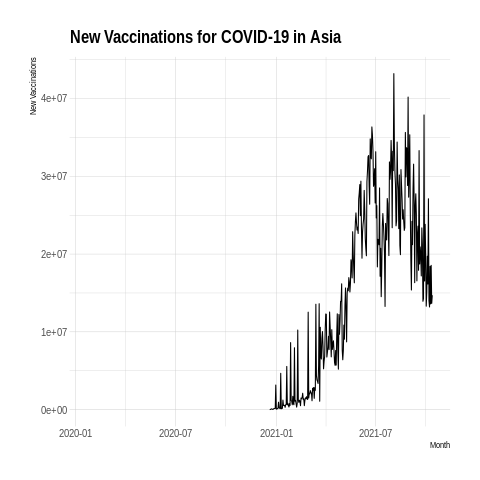 New Vaccinations for COVID-19 in Asia
New Vaccinations
4e+07
3e+07
2e+07
1e+07
0e+00
2020-01 2020-07 2021-01 2021-07
Month